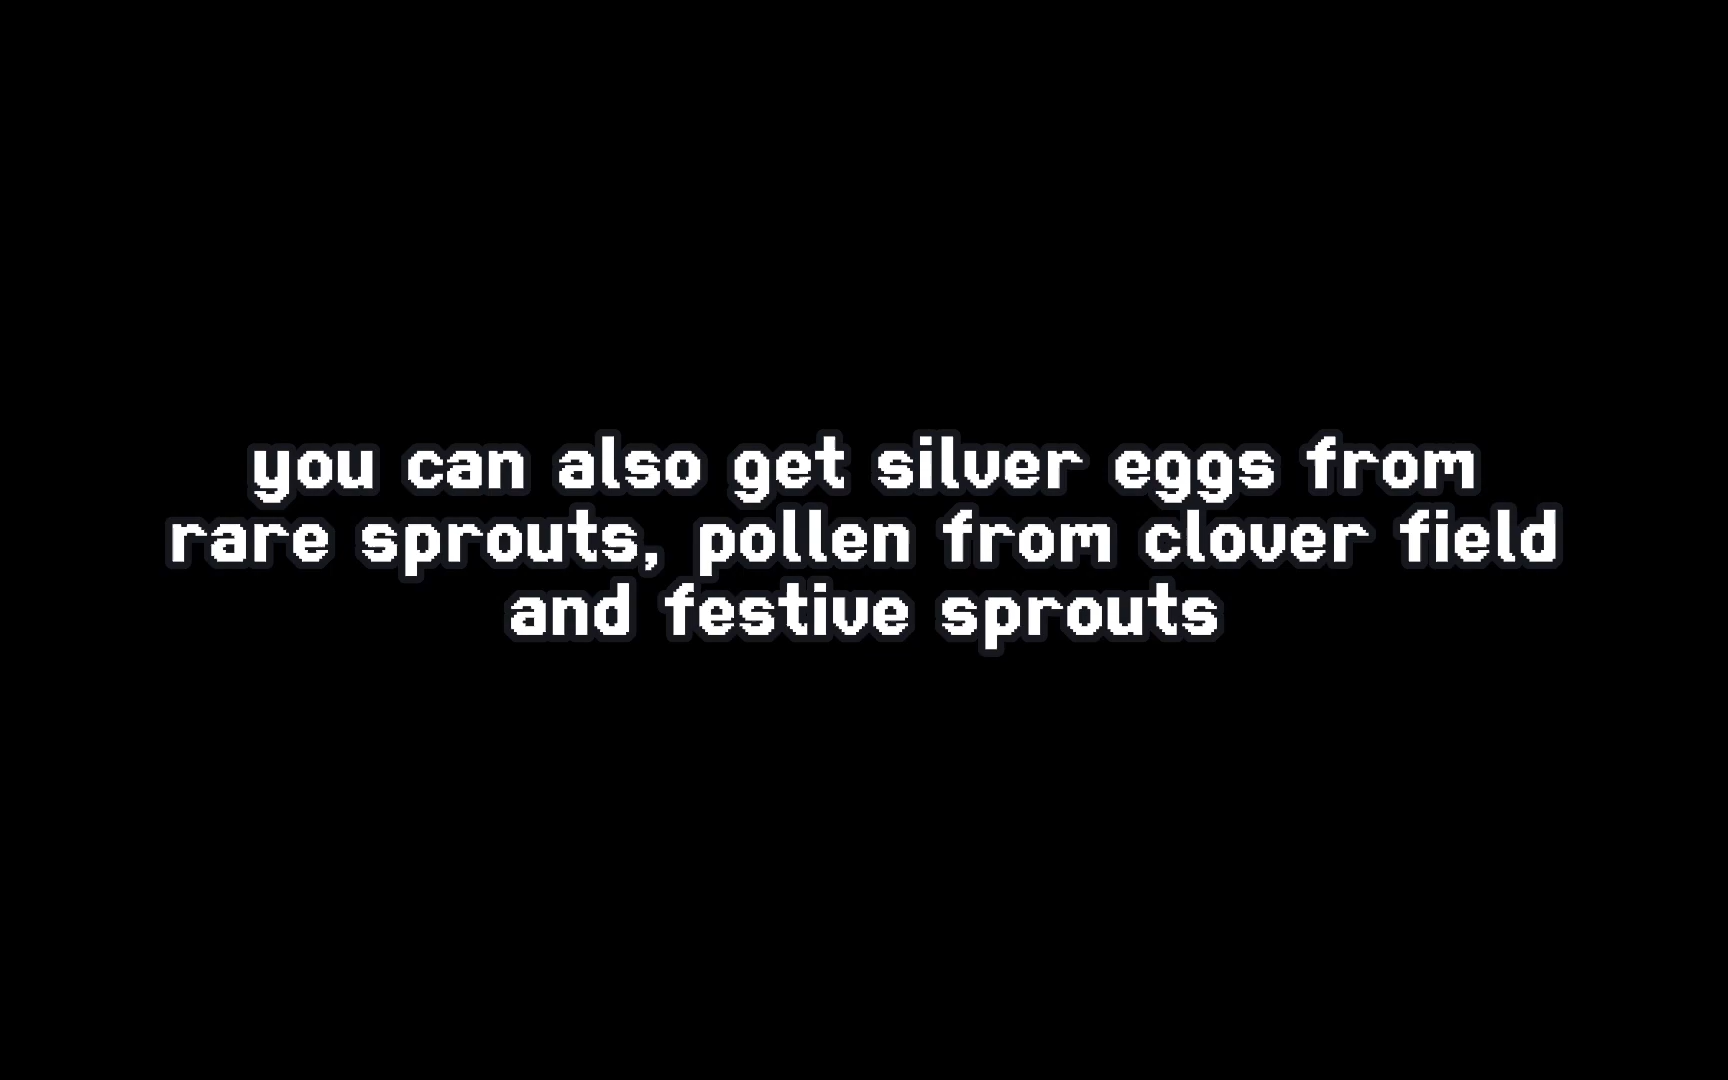 you can also get silver eggs from
rare sprouts, pollen from clover field
and festive sprouts